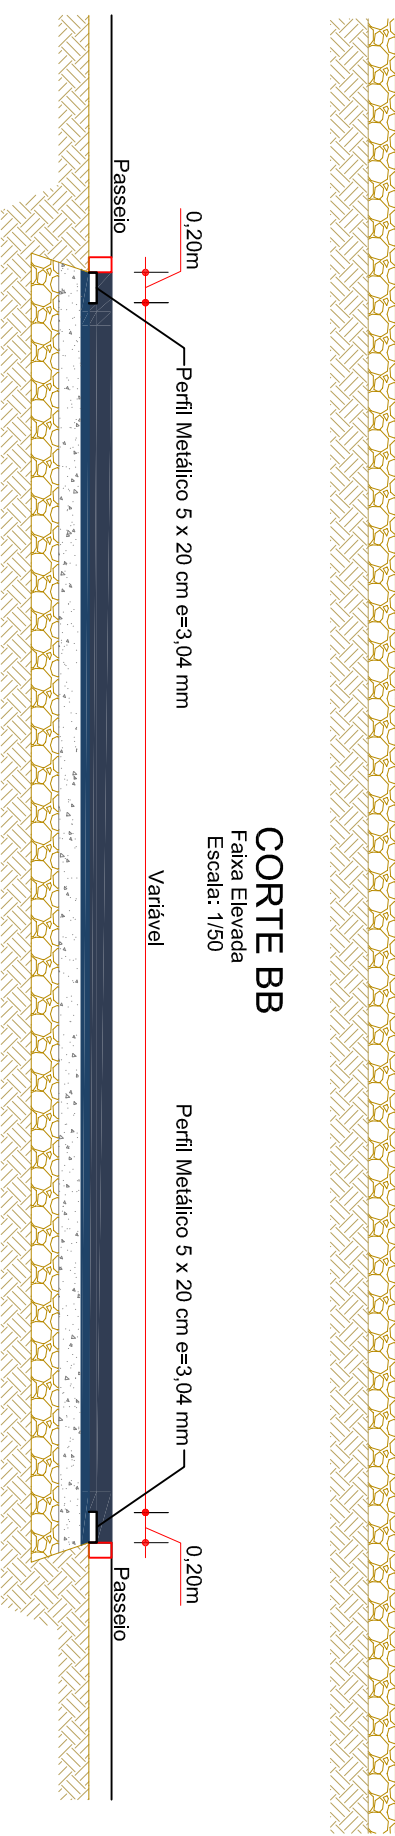 CORTE BB
Faixa Elevada
Escala: 1/50
0,20m
Perfil Metálico 5 x 20 cm e=3,04 mm
Perfil Metálico 5 x 20 cm e=3,04 mm
0,20m
Variável
Passeio
Passeio